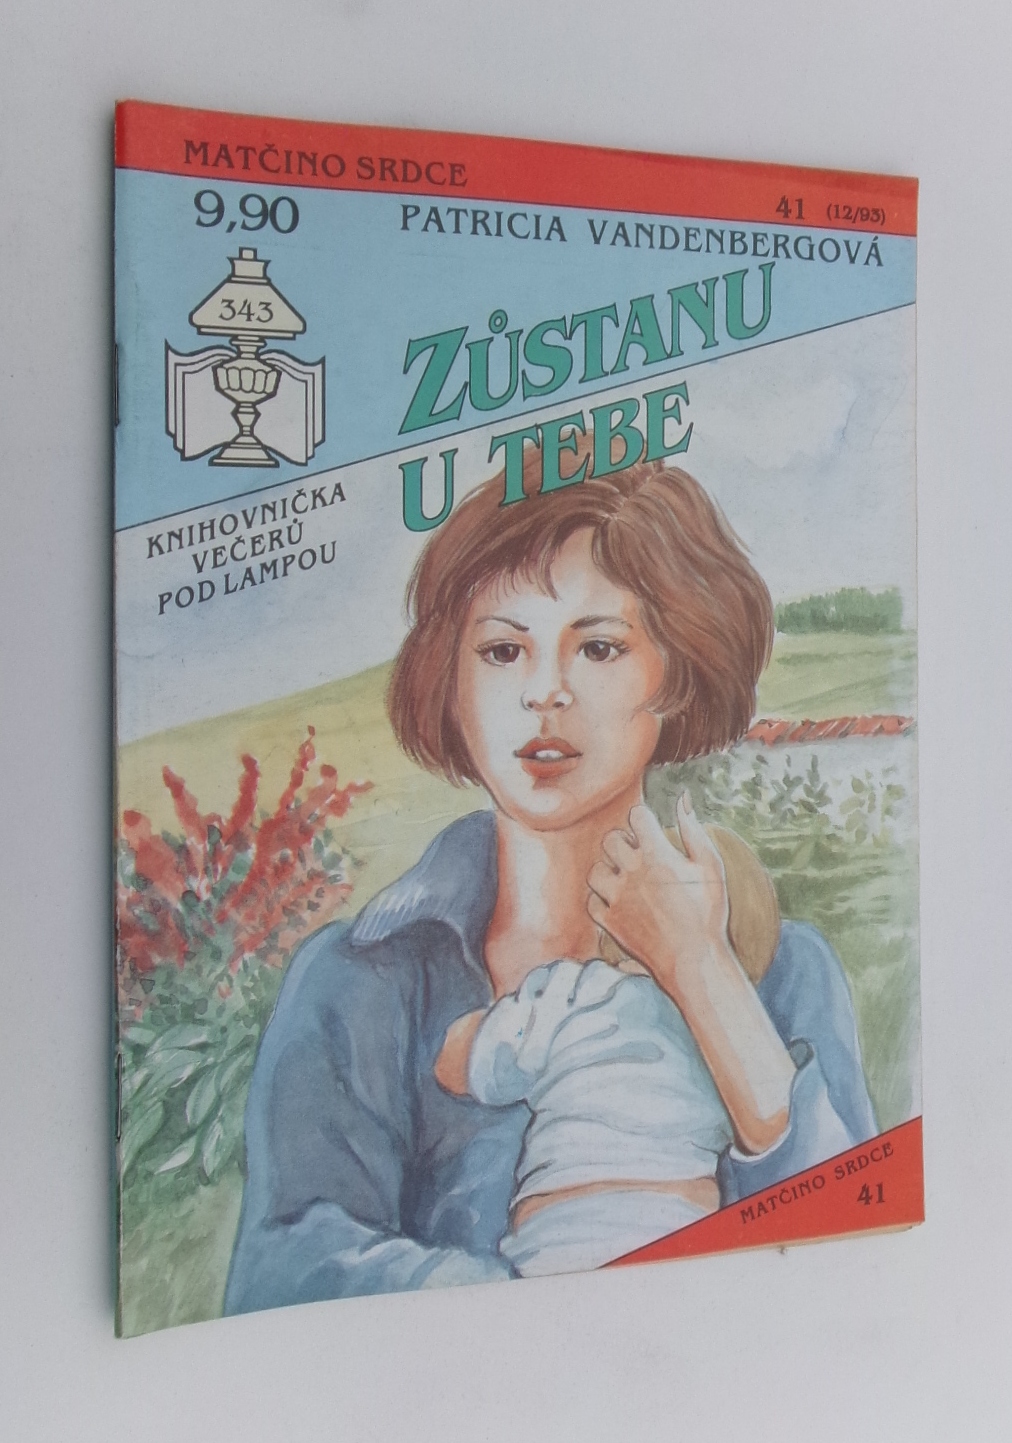 MATČINO SRDCE
41 (12/93)
9,90
PATRICIA VANDENBERGOVÁ
343
ZŮSTANU
U TEBE
KNIHOVNIČKA
VEČERŮ
POD LAMPOU
MATČINO SRDCE
41